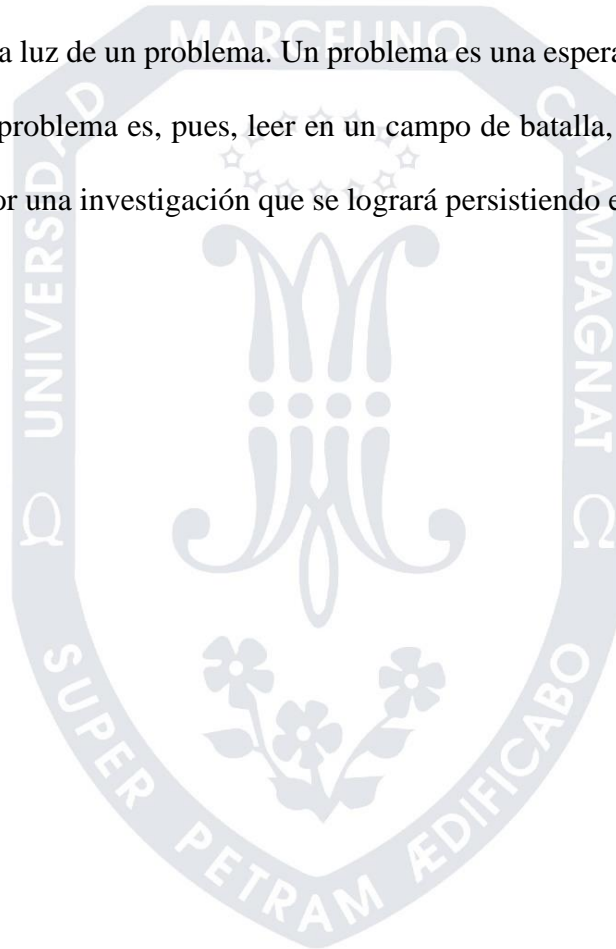 MARCELINO
a luz de un problema. Un problema es una espera
problema es, pues, leer en un campo de batalla,
or una investigación que se logrará persistiendo e
UNIVERSIDAD
CHAMPAGNAT
SUPER PETRAM ÆDIFICABO